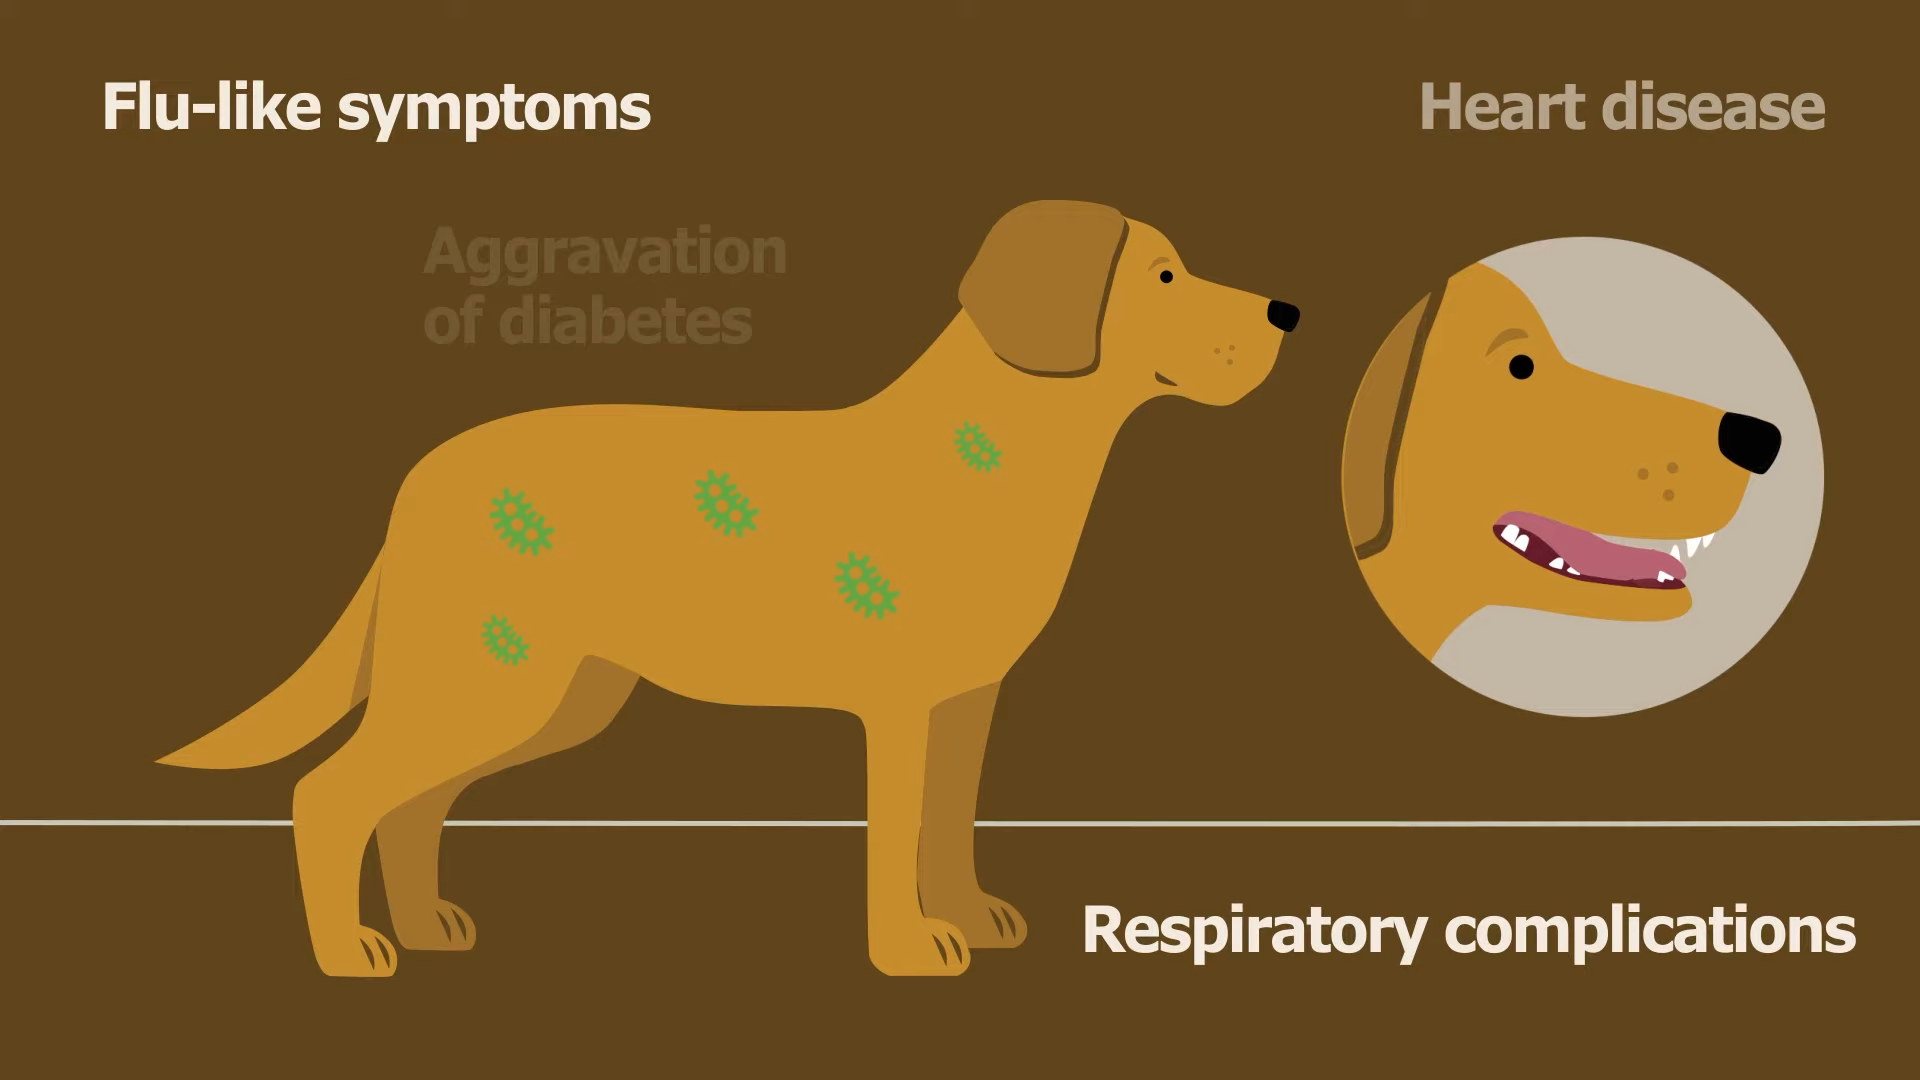 Flu-like symptoms
Heart disease
Aggravation
of diabetes
Respiratory complications